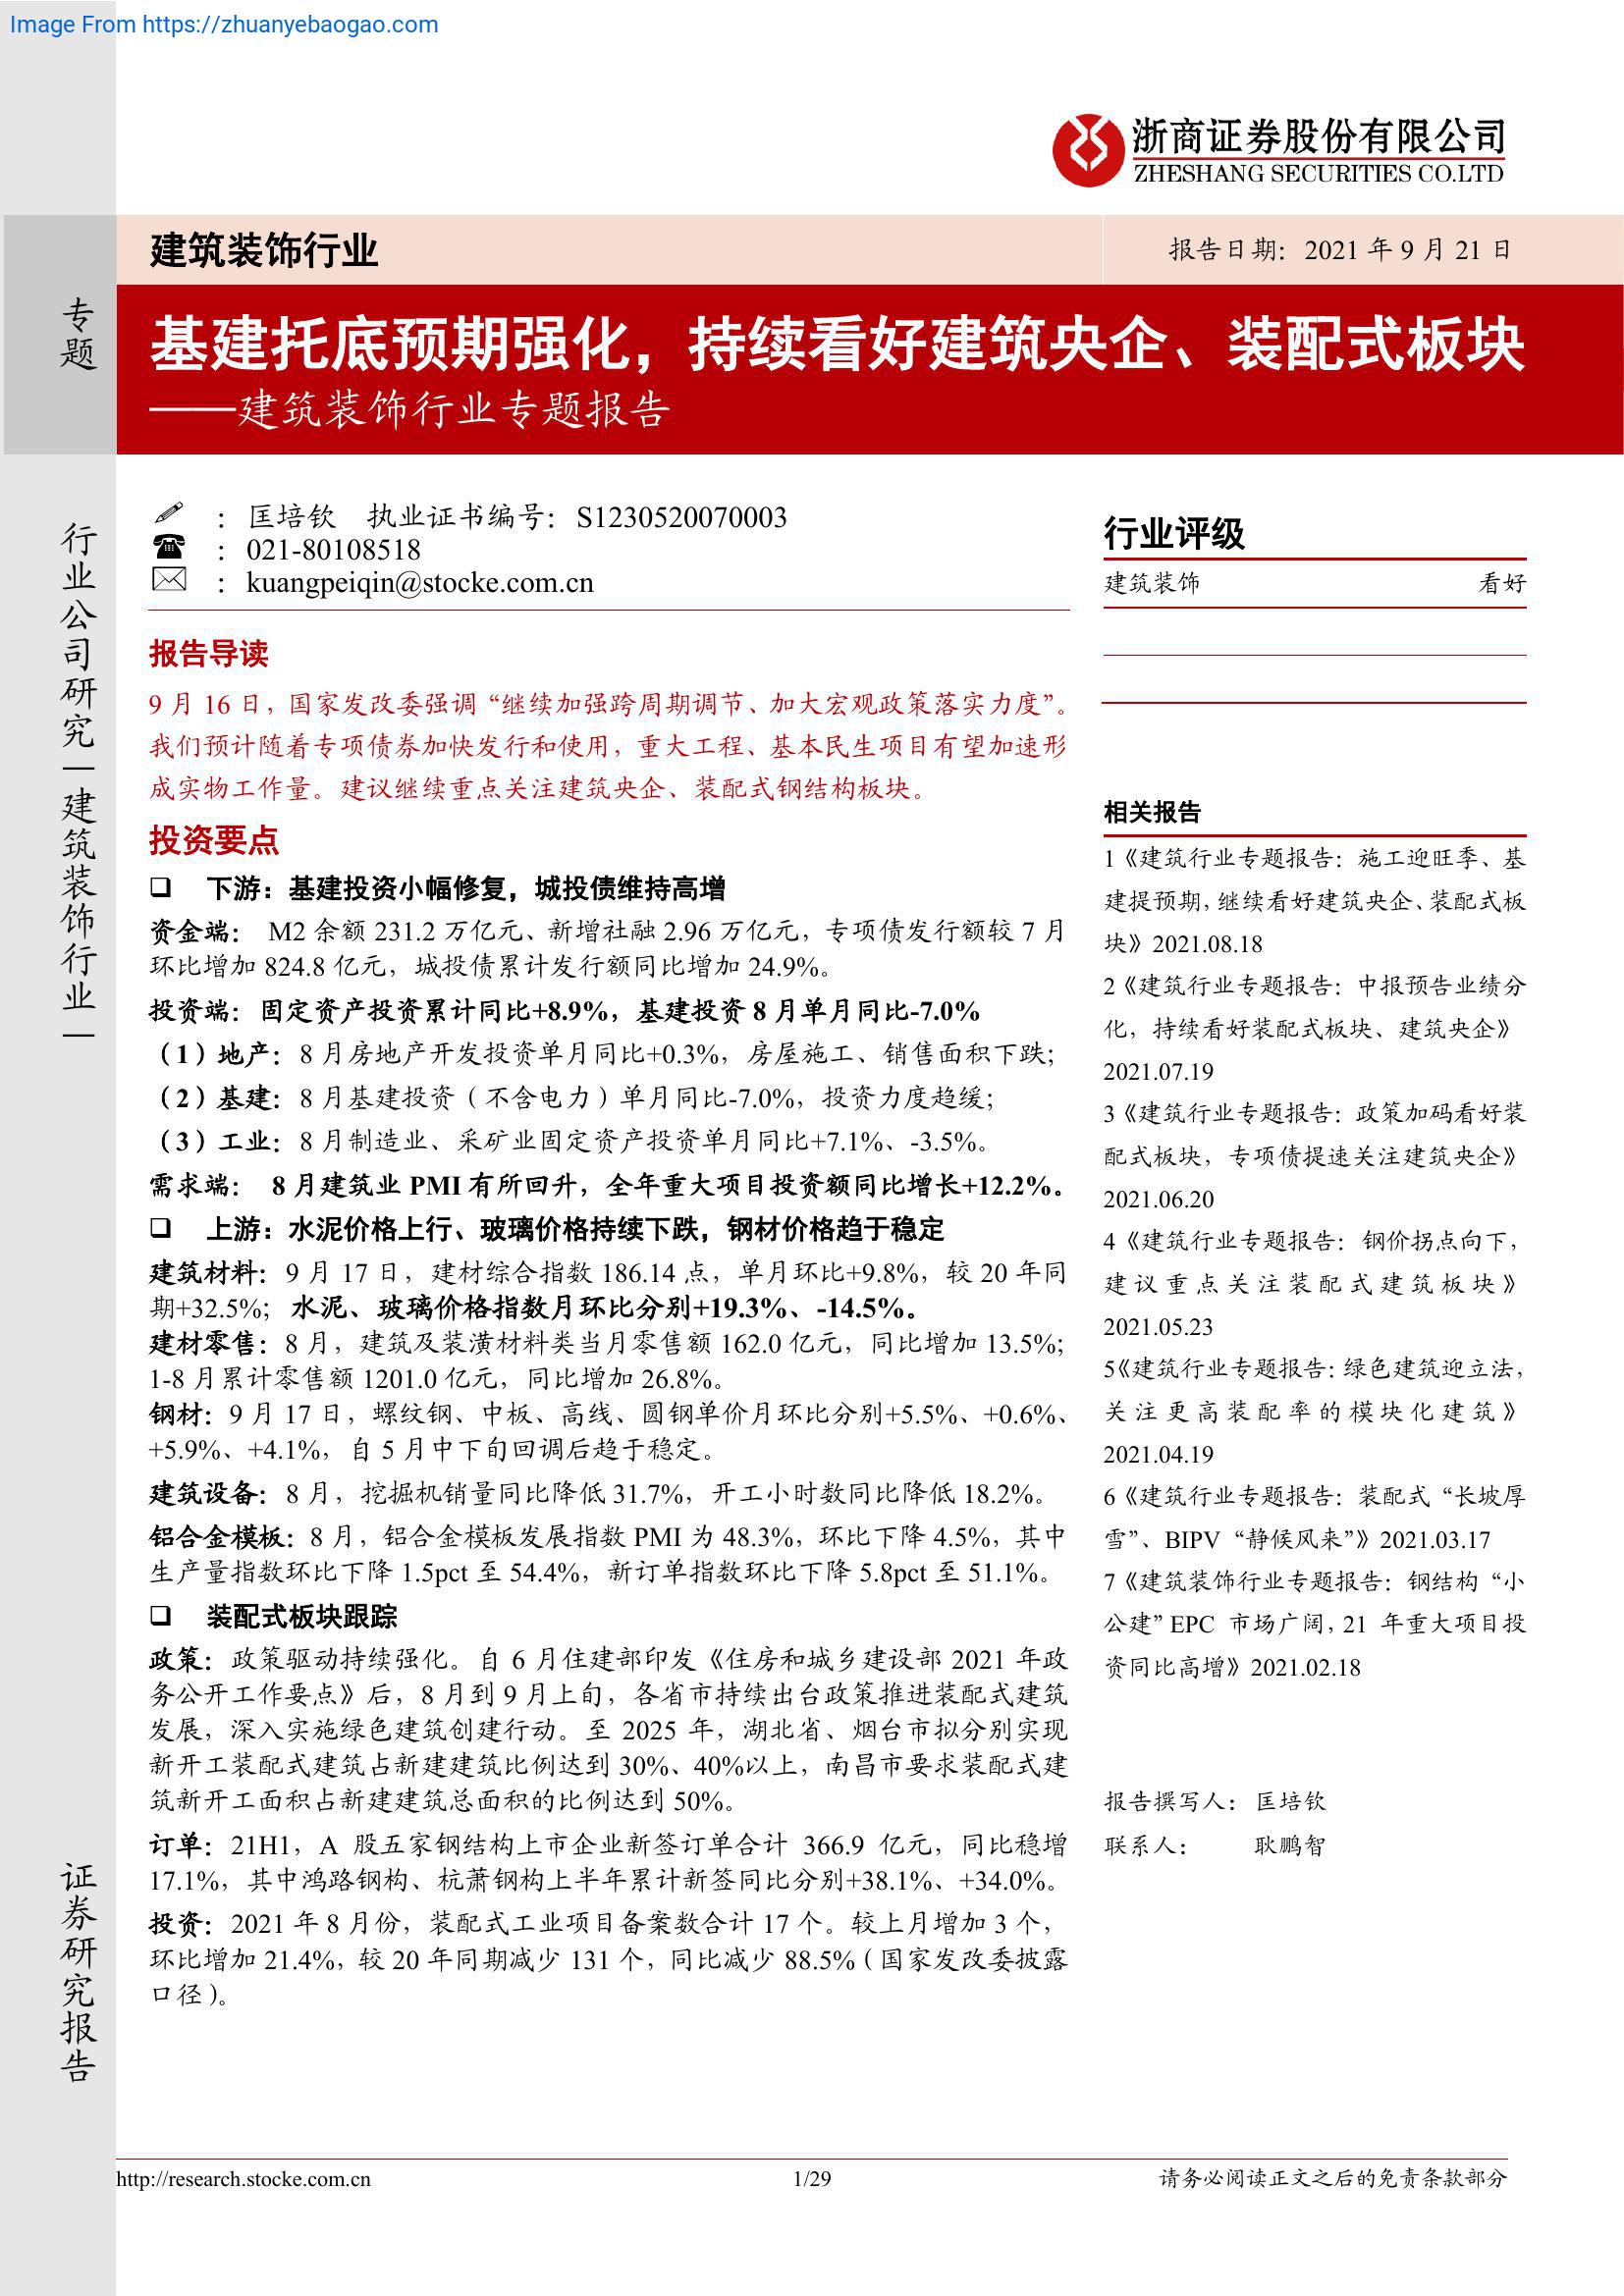 Image From https://zhuanyebaogao.com
浙商证券股份有限公司
ZHESHANG SECURITIES CO.LTD
建筑装饰行业
报告日期：2021 年 9 月 21 日
专题
基建托底预期强化，持续看好建筑央企、装配式板块
——建筑装饰行业专题报告
行业公司研究｜建筑装饰行业｜
证券研究报告
： 匡培钦 执业证书编号：S1230520070003
： 021-80108518
： kuangpeiqin@stocke.com.cn
报告导读
9 月 16 日，国家发改委强调“继续加强跨周期调节、加大宏观政策落实力度”。
我们预计随着专项债券加快发行和使用，重大工程、基本民生项目有望加速形
成实物工作量。建议继续重点关注建筑央企、装配式钢结构板块。
投资要点
❑ 下游：基建投资小幅修复，城投债维持高增
资金端： M2 余额 231.2 万亿元、新增社融 2.96 万亿元，专项债发行额较 7 月
环比增加 824.8 亿元，城投债累计发行额同比增加 24.9%。
投资端：固定资产投资累计同比+8.9%，基建投资 8 月单月同比-7.0%
（1）地产：8 月房地产开发投资单月同比+0.3%，房屋施工、销售面积下跌；
（2）基建：8 月基建投资（不含电力）单月同比-7.0%，投资力度趋缓；
（3）工业：8 月制造业、采矿业固定资产投资单月同比+7.1%、-3.5%。
需求端： 8 月建筑业 PMI 有所回升，全年重大项目投资额同比增长+12.2%。
❑ 上游：水泥价格上行、玻璃价格持续下跌，钢材价格趋于稳定
建筑材料：9 月 17 日，建材综合指数 186.14 点，单月环比+9.8%，较 20 年同
期+32.5%；水泥、玻璃价格指数月环比分别+19.3%、-14.5%。
建材零售：8 月，建筑及装潢材料类当月零售额 162.0 亿元，同比增加 13.5%；
1-8 月累计零售额 1201.0 亿元，同比增加 26.8%。
钢材：9 月 17 日，螺纹钢、中板、高线、圆钢单价月环比分别+5.5%、+0.6%、
+5.9%、+4.1%，自 5 月中下旬回调后趋于稳定。
建筑设备：8 月，挖掘机销量同比降低 31.7%，开工小时数同比降低 18.2%。
铝合金模板：8 月，铝合金模板发展指数 PMI 为 48.3%，环比下降 4.5%，其中
生产量指数环比下降 1.5pct 至 54.4%，新订单指数环比下降 5.8pct 至 51.1%。
❑ 装配式板块跟踪
政策：政策驱动持续强化。自 6 月住建部印发《住房和城乡建设部 2021 年政
务公开工作要点》后，8 月到 9 月上旬，各省市持续出台政策推进装配式建筑
发展，深入实施绿色建筑创建行动。至 2025 年，湖北省、烟台市拟分别实现
新开工装配式建筑占新建建筑比例达到 30%、40%以上，南昌市要求装配式建
筑新开工面积占新建建筑总面积的比例达到 50%。
订单：21H1，A 股五家钢结构上市企业新签订单合计 366.9 亿元，同比稳增
17.1%，其中鸿路钢构、杭萧钢构上半年累计新签同比分别+38.1%、+34.0%。
投资：2021 年 8 月份，装配式工业项目备案数合计 17 个。较上月增加 3 个，
环比增加 21.4%，较 20 年同期减少 131 个，同比减少 88.5%（国家发改委披露
口径）。
行业评级
建筑装饰 看好
相关报告
1《建筑行业专题报告：施工迎旺季、基
建提预期，继续看好建筑央企、装配式板
块》2021.08.18
2《建筑行业专题报告：中报预告业绩分
化，持续看好装配式板块、建筑央企》
2021.07.19
3《建筑行业专题报告：政策加码看好装
配式板块，专项债提速关注建筑央企》
2021.06.20
4《建筑行业专题报告：钢价拐点向下，
建议重点关注装配式建筑板块》
2021.05.23
5《建筑行业专题报告：绿色建筑迎立法，
关注更高装配率的模块化建筑》
2021.04.19
6《建筑行业专题报告：装配式“长坡厚
雪”、BIPV“静候风来”》2021.03.17
7《建筑装饰行业专题报告：钢结构“小
公建”EPC 市场广阔，21 年重大项目投
资同比高增》2021.02.18
报告撰写人： 匡培钦
联系人： 耿鹏智
http://research.stocke.com.cn
1/29
请务必阅读正文之后的免责条款部分